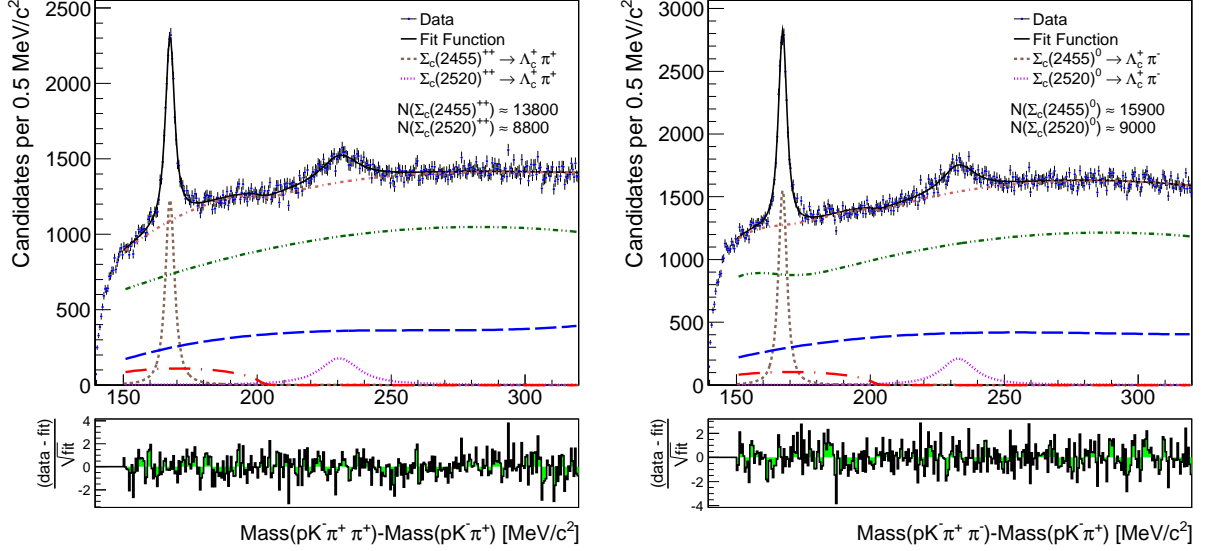 Candidates per 0.5 MeV/c²
2500
2000
1500
1000
500
0
150 200 250 300
Data
Fit Function
Σc(2455)⁺⁺ → Λc⁺ π⁺
Σc(2520)⁺⁺ → Λc⁺ π⁺
N(Σc(2455)⁺⁺) ≈ 13800
N(Σc(2520)⁺⁺) ≈ 8800
(data - fit)
√fit
4
2
0
-2
Mass(pK⁻π⁺ π⁺)-Mass(pK⁻π⁺) [MeV/c²]
Candidates per 0.5 MeV/c²
3000
2500
2000
1500
1000
500
0
150 200 250 300
Data
Fit Function
Σc(2455)⁰ → Λc⁺ π⁻
Σc(2520)⁰ → Λc⁺ π⁻
N(Σc(2455)⁰) ≈ 15900
N(Σc(2520)⁰) ≈ 9000
(data - fit)
√fit
2
0
-2
-4
Mass(pK⁻π⁺ π⁻)-Mass(pK⁻π⁺) [MeV/c²]